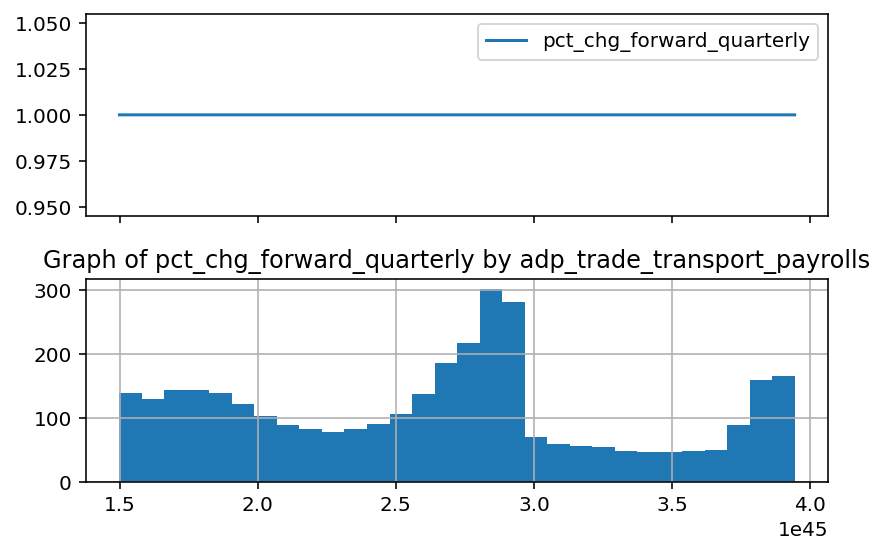 1.050
pct_chg_forward_quarterly
1.025
1.000
0.975
0.950
Graph of pct_chg_forward_quarterly by adp_trade_transport_payrolls
300
200
100
0
1.5 2.0 2.5 3.0 3.5 4.0
1e45